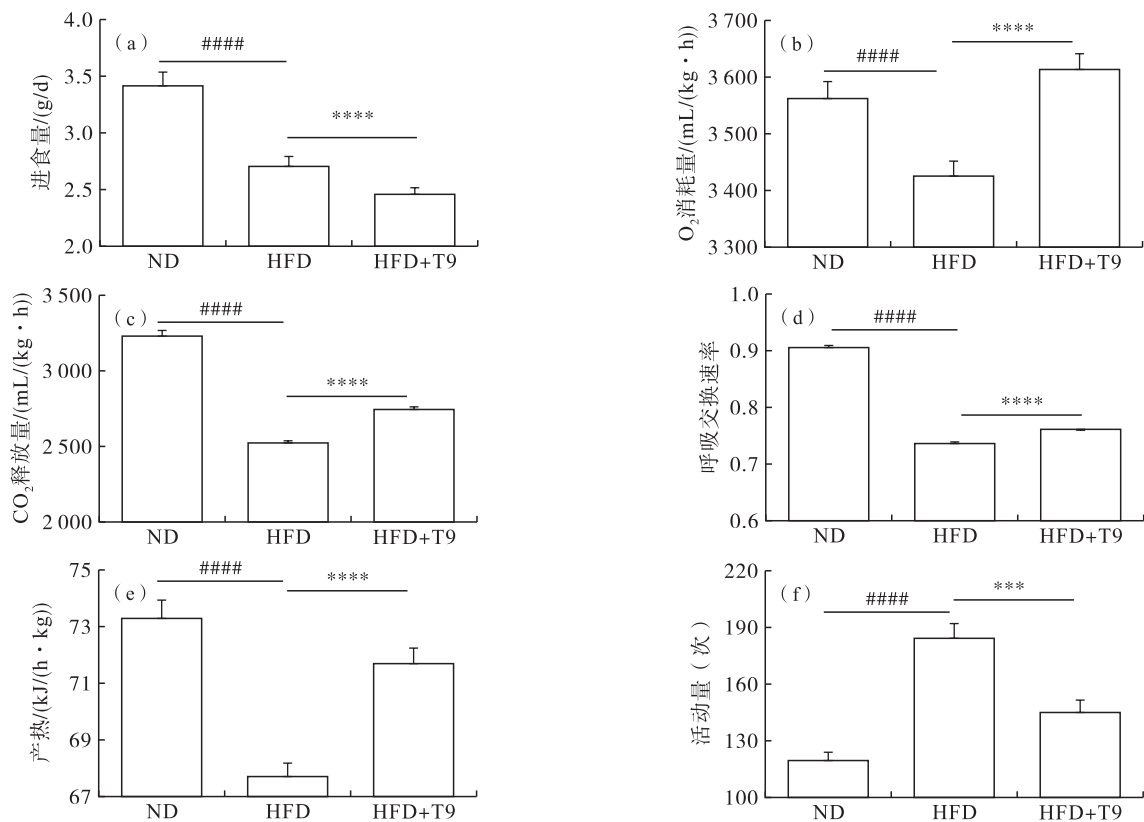 (a)
####
****
进食量/(g/d)
3.5
3.0
2.5
2.0
4.0
ND
HFD
HFD+T9
(b)
####
****
O₂消耗量/(mL/(kg·h))
3 700
3 600
3 500
3 400
3 300
ND
HFD
HFD+T9
(c)
####
****
CO₂释放量/(mL/(kg·h))
3 500
3 000
2 500
2 000
ND
HFD
HFD+T9
(d)
####
****
呼吸交换速率
1.0
0.9
0.8
0.7
0.6
ND
HFD
HFD+T9
(e)
####
****
产热/(kJ/(h·kg))
75
73
71
69
67
ND
HFD
HFD+T9
(f)
####
***
活动量(次)
220
190
160
130
100
ND
HFD
HFD+T9